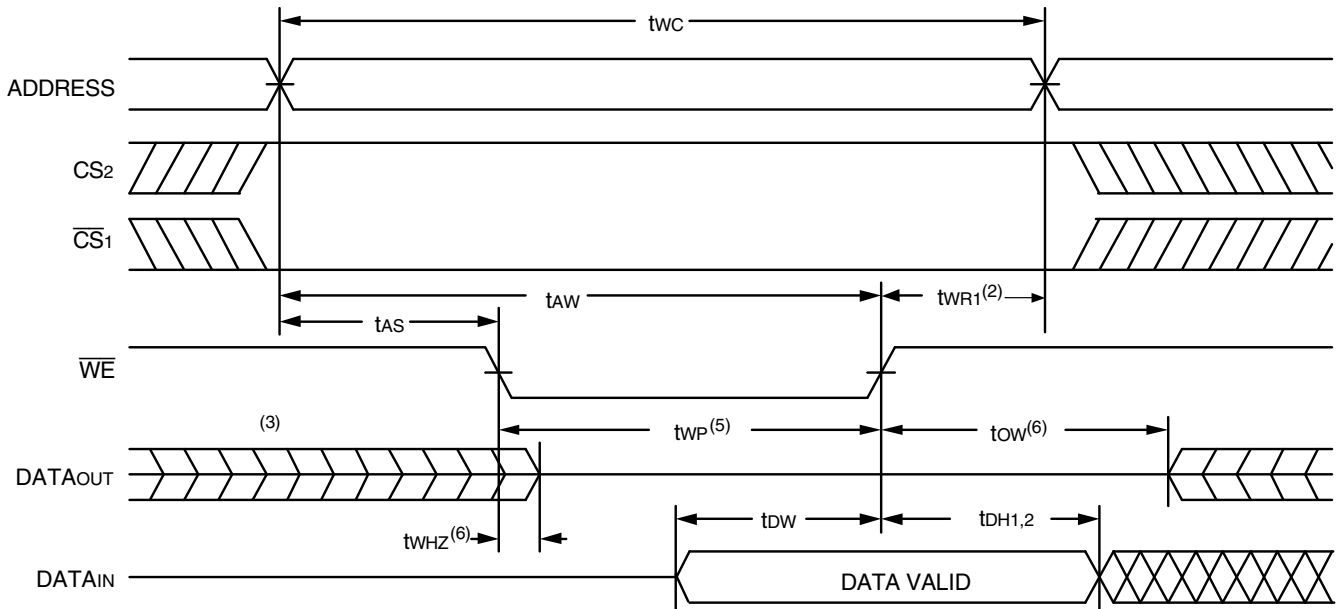 tWC
ADDRESS
CS2
CS1
tAW
tWR1(2)
tAS
WE
(3)
tWP(5)
tOW(6)
DATAOUT
tDW
tDH1,2
tWHZ(6)
DATAIN
DATA VALID